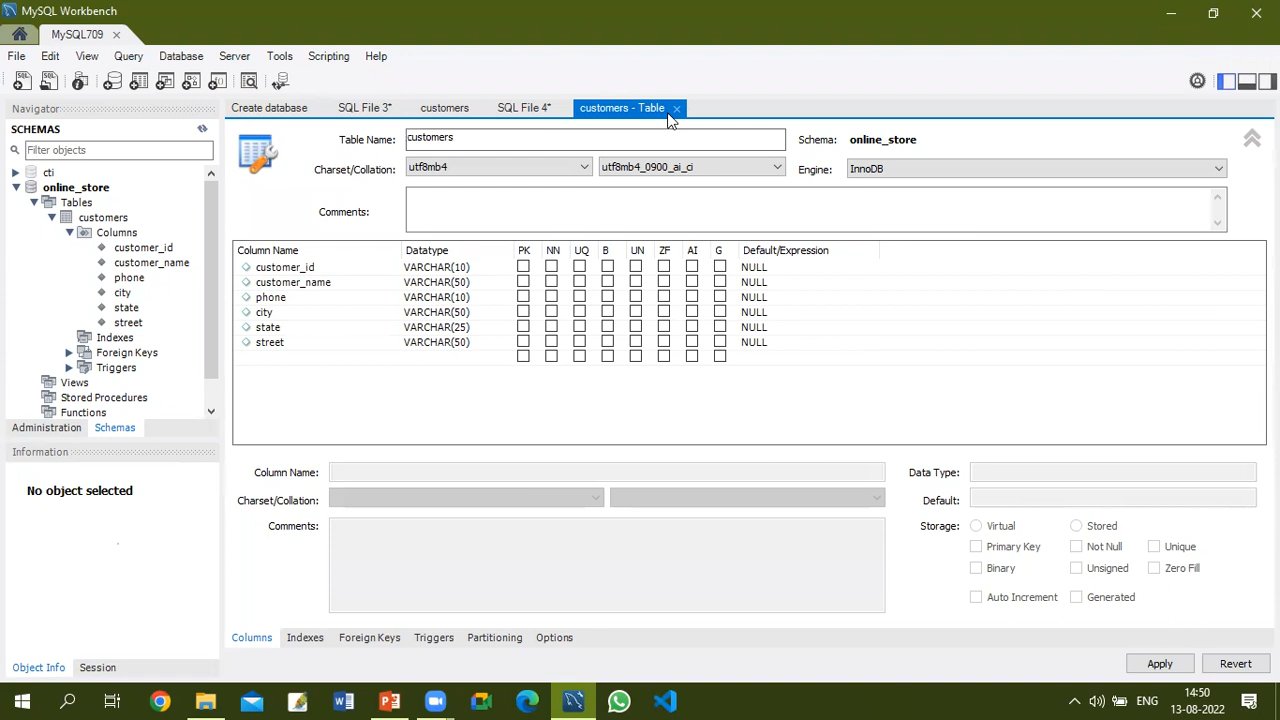 MySQL Workbench
MySQL709
File Edit View Query Database Server Tools Scripting Help
Navigator
SCHEMAS
Filter objects
cti
online_store
Tables
customers
Columns
customer_id
customer_name
phone
city
state
street
Indexes
Foreign Keys
Triggers
Views
Stored Procedures
Functions
Administration Schemas
Information
No object selected
Object Info Session
Create database SQL File 3* customers SQL File 4* customers - Table
Table Name: customers Schema: online_store
Charset/Collation: utf8mb4 utf8mb4_0900_ai_ci Engine: InnoDB
Comments:
Column Name Datatype PK NN UQ B UN ZF AI G Default/Expression
customer_id VARCHAR(10) NULL
customer_name VARCHAR(50) NULL
phone VARCHAR(10) NULL
city VARCHAR(50) NULL
state VARCHAR(25) NULL
street VARCHAR(50) NULL
Column Name: Data Type:
Charset/Collation: Default:
Comments: Storage: Virtual Stored
Primary Key Not Null Unique
Binary Unsigned Zero Fill
Auto Increment Generated
Columns Indexes Foreign Keys Triggers Partitioning Options
Apply Revert
ENG 14:50
13-08-2022